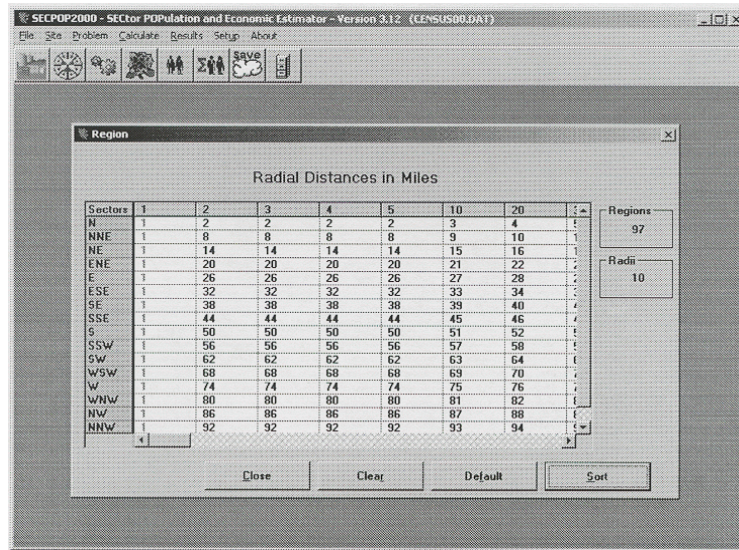 SECPOP2000 - SECtor POPulation and Economic Estimator - Version 3.12 (CENSUS00.DAT)
File Site Problem Calculate Results Setup About
Save
Region
Radial Distances in Miles
Sectors 1 2 3 4 5 10 20
N 1 2 2 2 2 3 4
NNE 1 8 8 8 8 9 10
NE 1 14 14 14 14 15 16
ENE 1 20 20 20 20 21 22
E 1 26 26 26 26 27 28
ESE 1 32 32 32 32 33 34
SE 1 38 38 38 38 39 40
SSE 1 44 44 44 44 45 46
S 1 50 50 50 50 51 52
SSW 1 56 56 56 56 57 58
SW 1 62 62 62 62 63 64
WSW 1 68 68 68 68 69 70
W 1 74 74 74 74 75 76
WNW 1 80 80 80 80 81 82
NW 1 86 86 86 86 87 88
NNW 1 92 92 92 92 93 94
Regions
97
Radii
10
Close Clear Default Sort